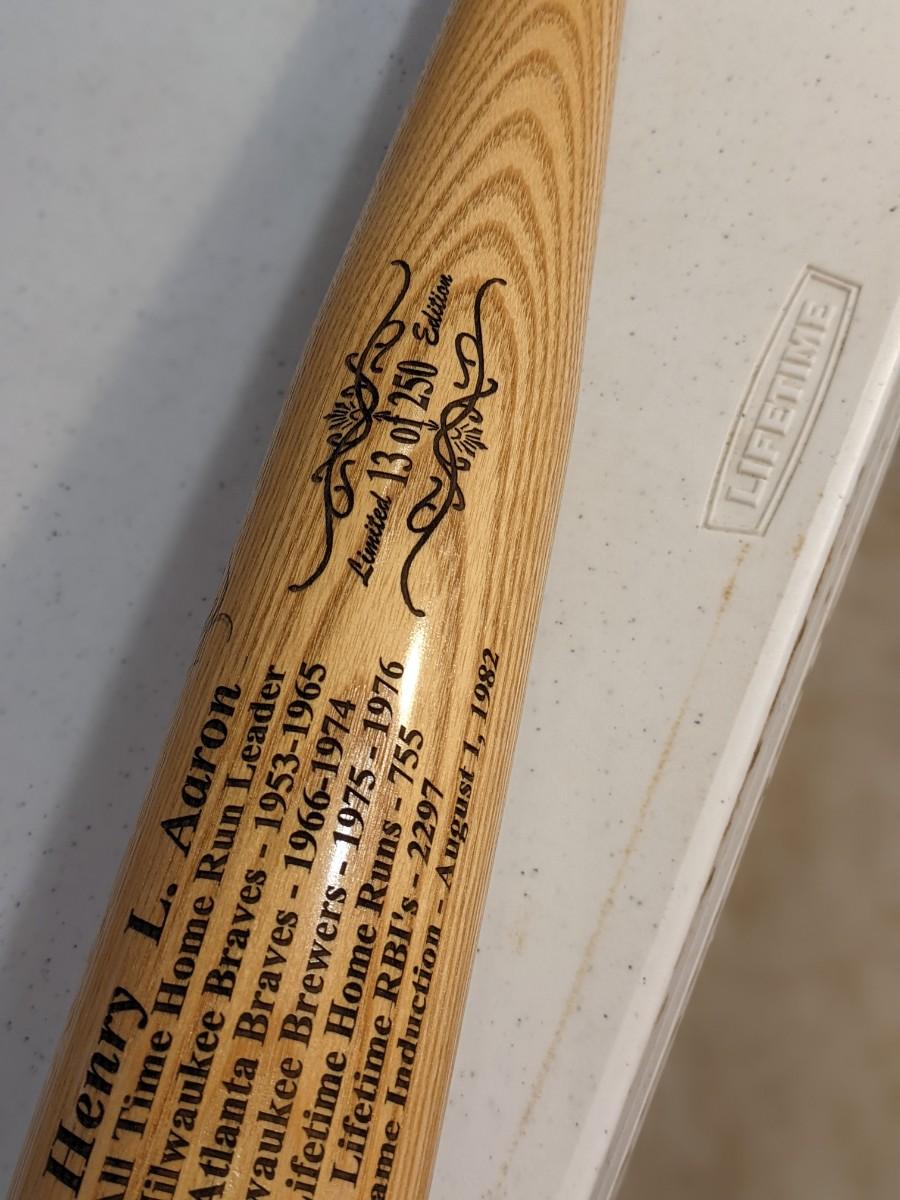 Limited 13 of 250 Edition
Henry L. Aaron
All Time Home Run Leader
Milwaukee Braves - 1953-1965
Atlanta Braves - 1966-1974
waukee Brewers - 1975 - 1976
Lifetime Home Runs - 755
Lifetime RBI's - 2297
ame Induction - August 1, 1982
LIFETIME